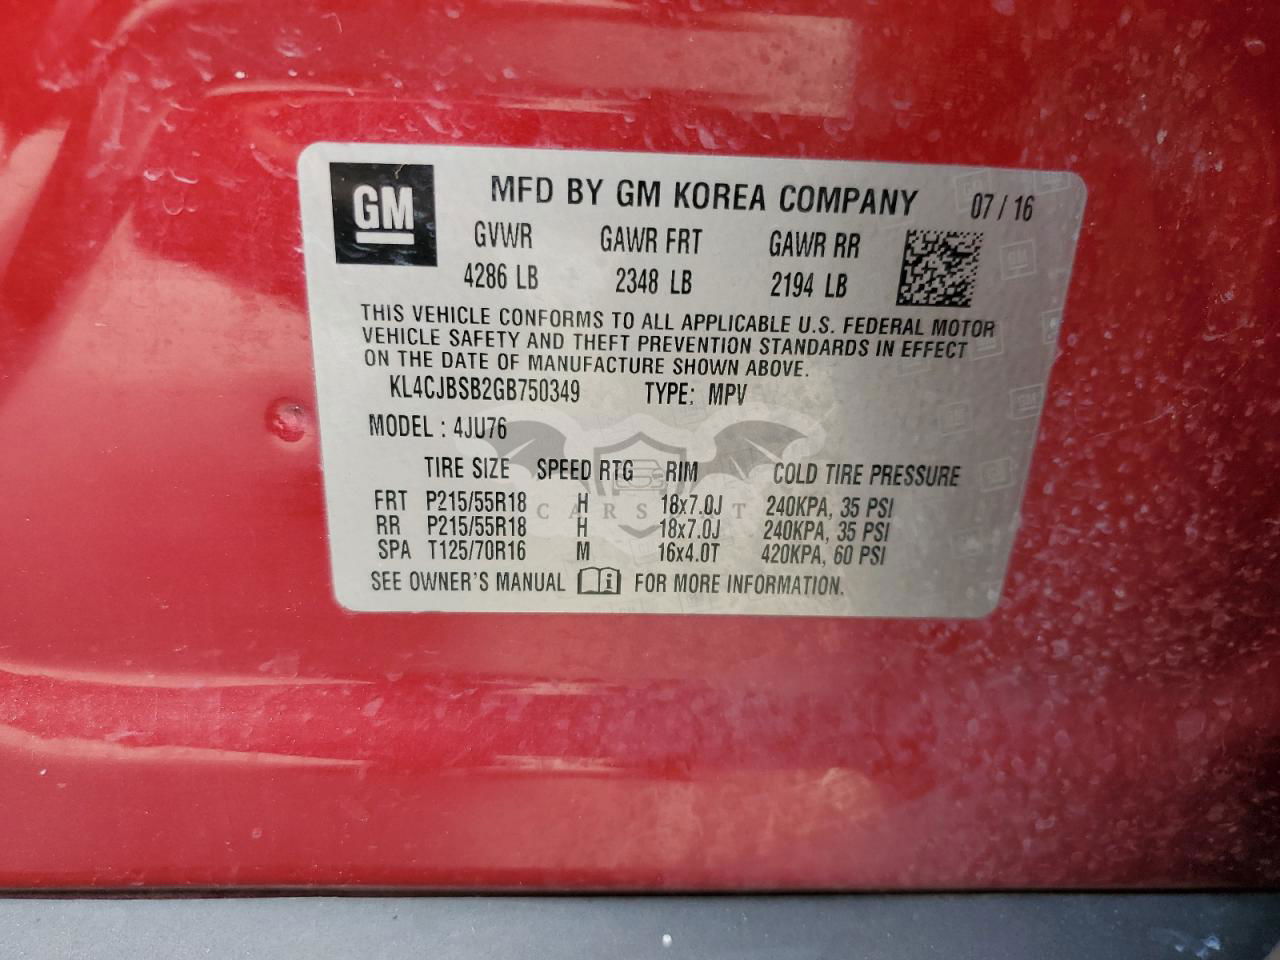 GM MFD BY GM KOREA COMPANY 07 / 16
GVWR GAWR FRT GAWR RR
4286 LB 2348 LB 2194 LB
THIS VEHICLE CONFORMS TO ALL APPLICABLE U.S. FEDERAL MOTOR
VEHICLE SAFETY AND THEFT PREVENTION STANDARDS IN EFFECT
ON THE DATE OF MANUFACTURE SHOWN ABOVE.
KL4CJBSB2GB750349 TYPE: MPV
MODEL : 4JU76
TIRE SIZE SPEED RTG RIM COLD TIRE PRESSURE
FRT P215/55R18 H 18x7.0J 240KPA, 35 PSI
RR P215/55R18 H 18x7.0J 240KPA, 35 PSI
SPA T125/70R16 M 16x4.0T 420KPA, 60 PSI
SEE OWNER'S MANUAL i FOR MORE INFORMATION.